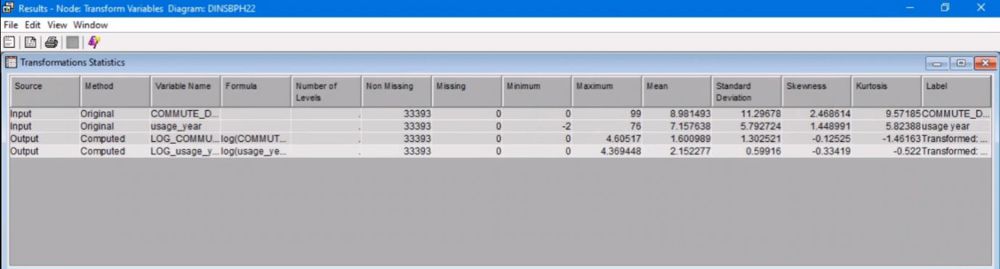 Results - Node: Transform Variables Diagram: DINSBPH22
File Edit View Window
Transformations Statistics
Source Method Variable Name Formula Number of Levels Non Missing Missing Minimum Maximum Mean Standard Deviation Skewness Kurtosis Label
Input Original COMMUTE_D... . 33393 0 0 99 8.981493 11.29678 2.468614 9.57185 COMMUTE_D...
Input Original usage_year . 33393 0 -2 76 7.157638 5.792724 1.448991 5.82388 usage year
Output Computed LOG_COMMU... log(COMMUT... . 33393 0 0 4.60517 1.600989 1.302521 -0.12525 -1.46163 Transformed: ...
Output Computed LOG_usage_y... log(usage_ye... . 33393 0 0 4.369448 2.152277 0.59916 -0.33419 -0.522 Transformed: ...